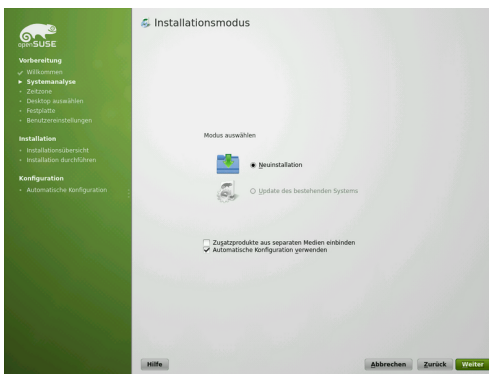 openSUSE
Vorbereitung
Willkommen
Systemanalyse
Zeitzone
Desktop auswählen
Festplatte
Benutzereinstellungen
Installation
Installationsübersicht
Installation durchführen
Konfiguration
Automatische Konfiguration
Installationsmodus
Modus auswählen
Neuinstallation
Update des bestehenden Systems
Zusatzprodukte aus separaten Medien einbinden
Automatische Konfiguration verwenden
Hilfe
Abbrechen
Zurück
Weiter